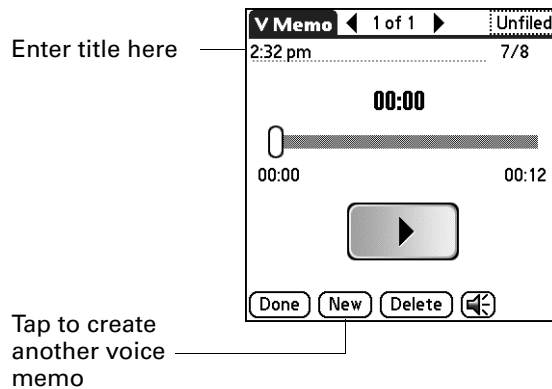 V Memo 1 of 1 Unfiled
Enter title here
2:32 pm 7/8
00:00
00:00 00:12
Done New Delete
Tap to create
another voice
memo